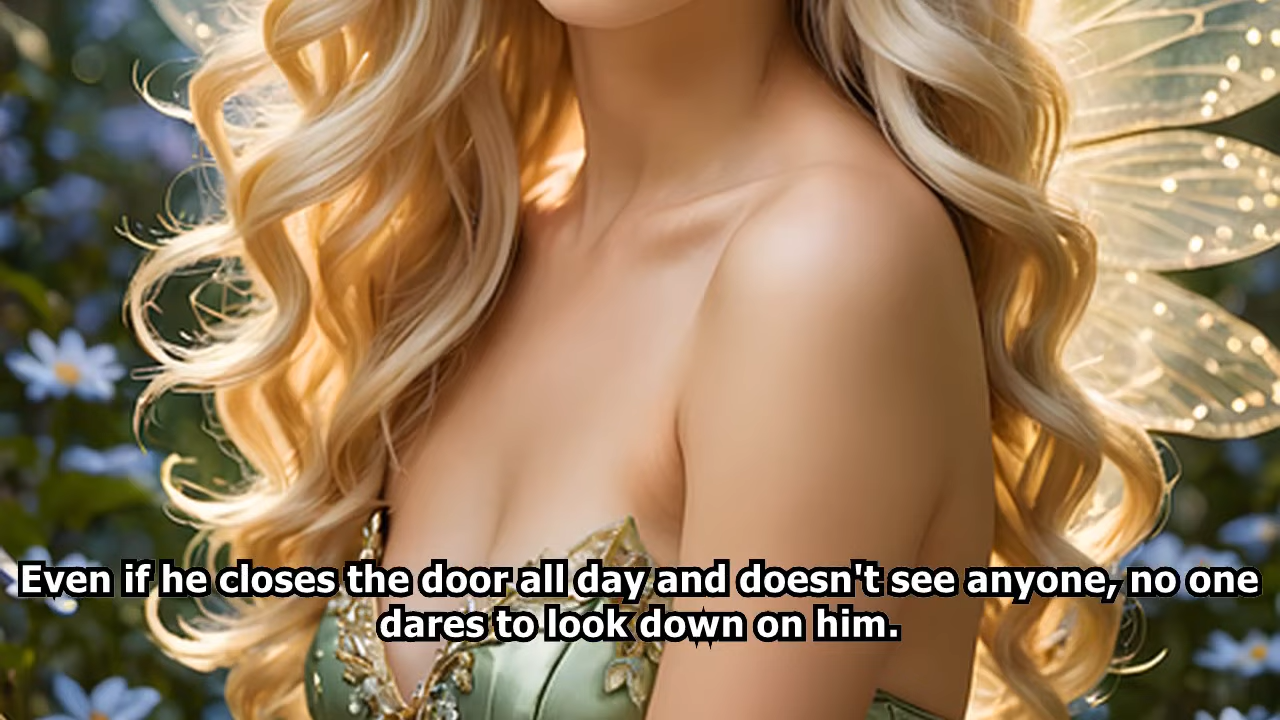 Even if he closes the door all day and doesn't see anyone, no one
dares to look down on him.